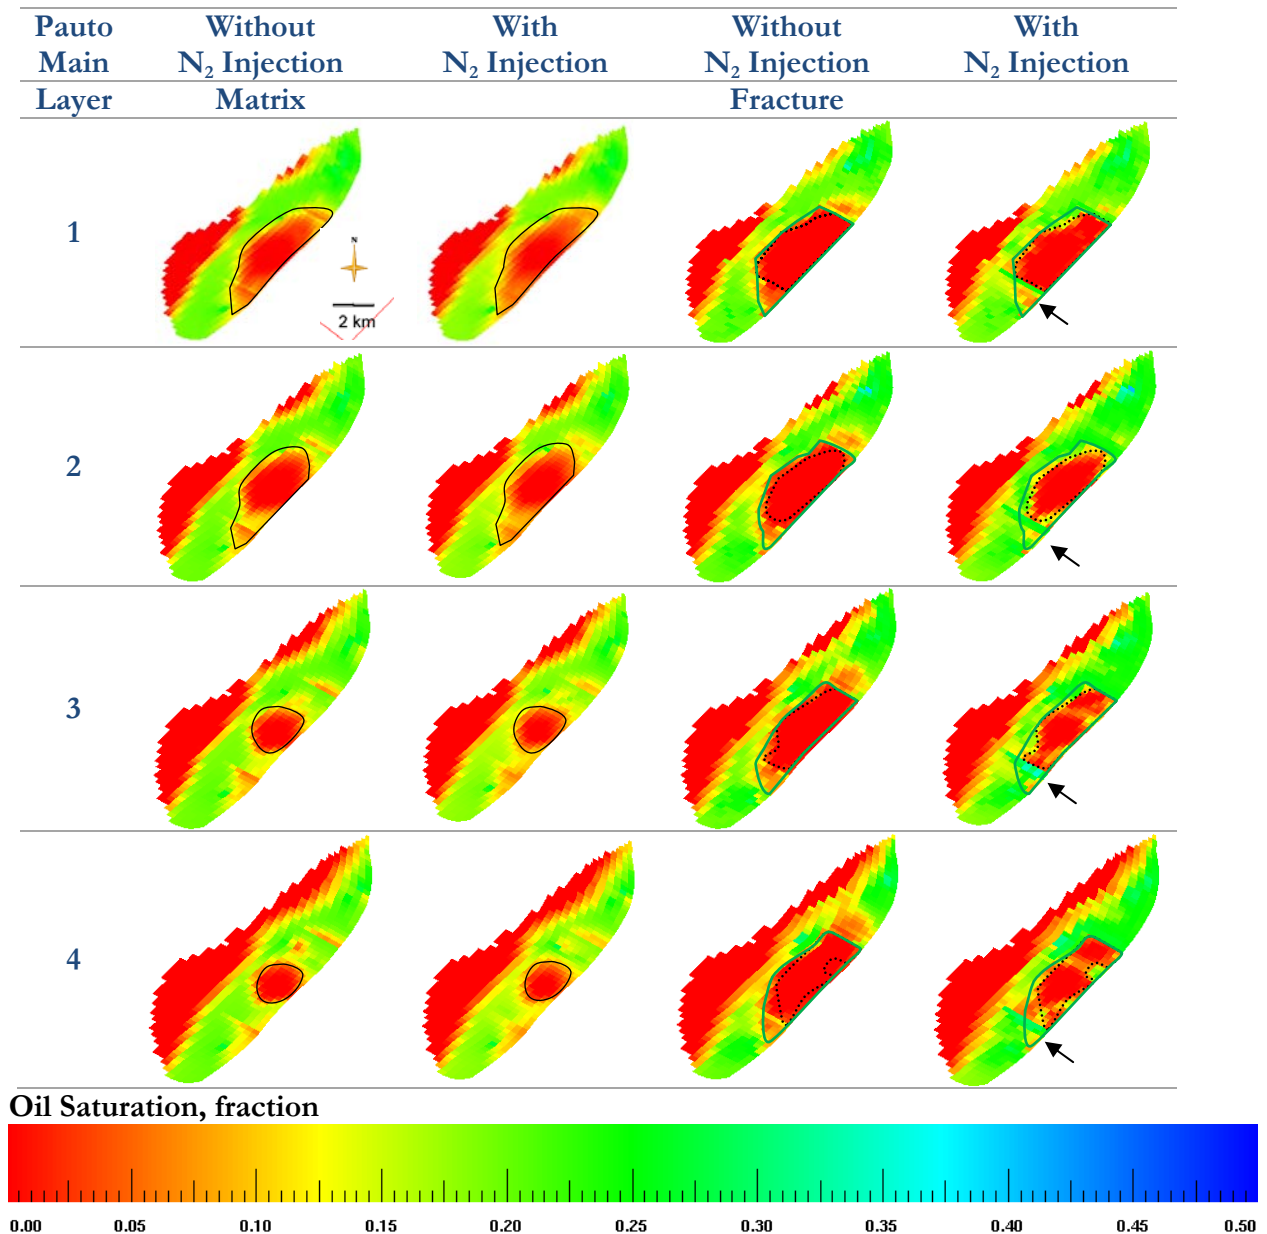 Pauto Without With Without With
Main N₂ Injection N₂ Injection N₂ Injection N₂ Injection
Layer Matrix Fracture
1
N
2 km
2
3
4
Oil Saturation, fraction
0.00 0.05 0.10 0.15 0.20 0.25 0.30 0.35 0.40 0.45 0.50